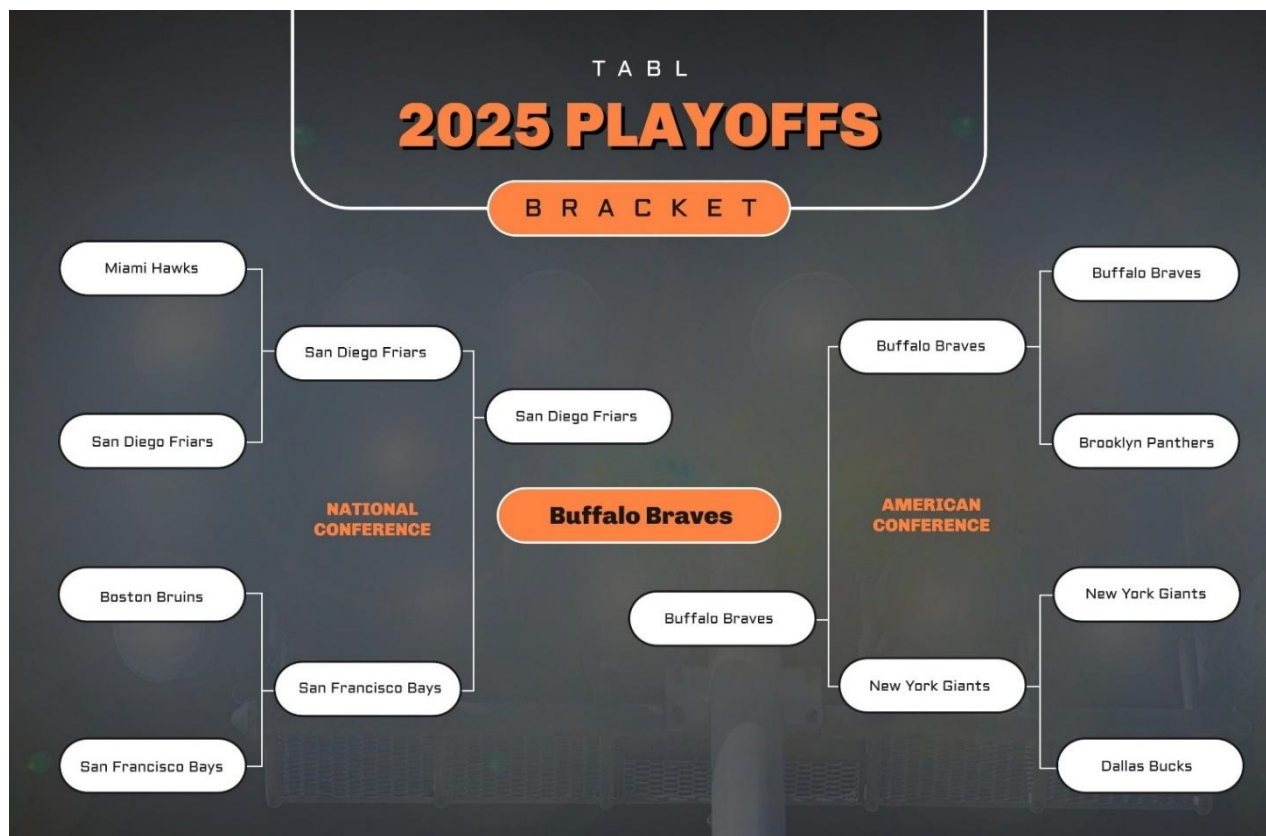 TABL
2025 PLAYOFFS
BRACKET
Miami Hawks
San Diego Friars
Boston Bruins
San Francisco Bays
San Diego Friars
San Francisco Bays
NATIONAL
CONFERENCE
San Diego Friars
Buffalo Braves
Buffalo Braves
AMERICAN
CONFERENCE
Buffalo Braves
New York Giants
Buffalo Braves
Brooklyn Panthers
New York Giants
Dallas Bucks